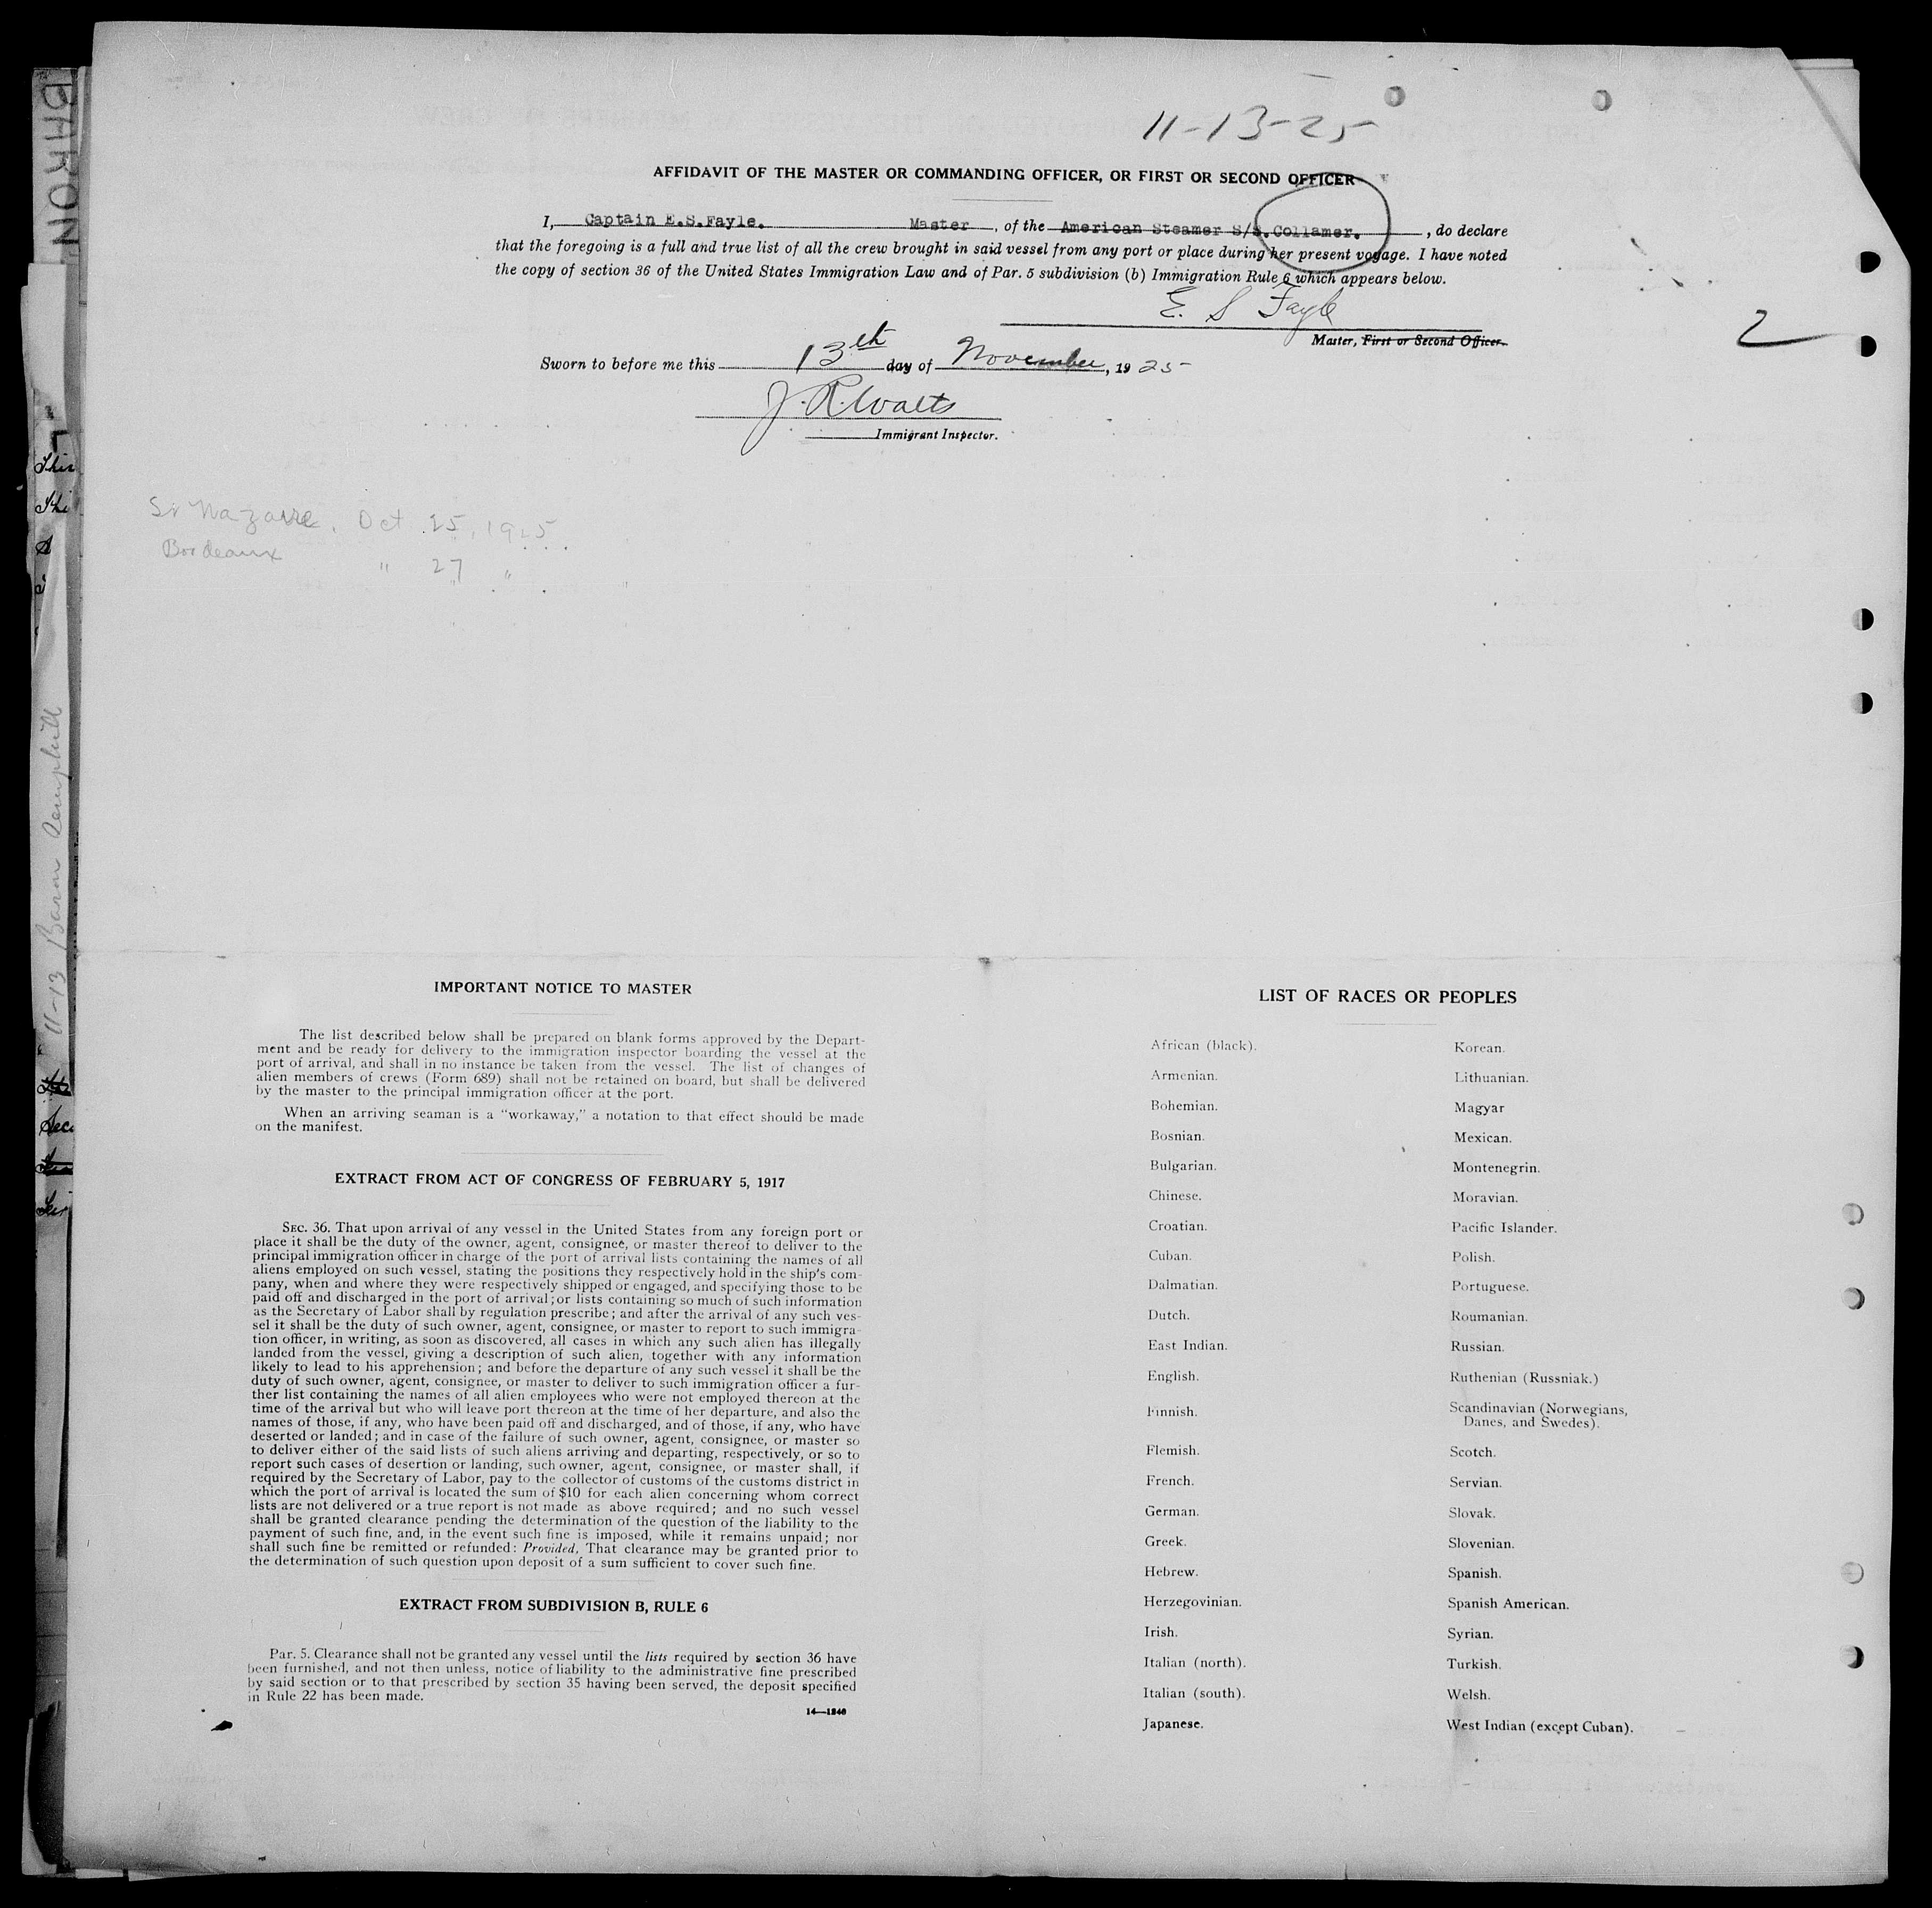 BARON
11-13-25
AFFIDAVIT OF THE MASTER OR COMMANDING OFFICER, OR FIRST OR SECOND OFFICER
I, Captain E.S.Fayle. Master, of the American Steamer S/S.Collamer., do declare
that the foregoing is a full and true list of all the crew brought in said vessel from any port or place during her present voyage. I have noted
the copy of section 36 of the United States Immigration Law and of Par. 5 subdivision (b) Immigration Rule 6 which appears below.
E. S Fayle
Master, First or Second Officer.
2
Sworn to before me this 13th day of November, 1925
J. R. Walts
Immigrant Inspector.
St Nazaire, Oct 25, 1925
Bordeaux " 27 "
11-13 Baron
IMPORTANT NOTICE TO MASTER
The list described below shall be prepared on blank forms approved by the Depart-
ment and be ready for delivery to the immigration inspector boarding the vessel at the
port of arrival, and shall in no instance be taken from the vessel. The list of changes of
alien members of crews (Form 689) shall not be retained on board, but shall be delivered
by the master to the principal immigration officer at the port.
When an arriving seaman is a "workaway," a notation to that effect should be made
on the manifest.
EXTRACT FROM ACT OF CONGRESS OF FEBRUARY 5, 1917
SEC. 36. That upon arrival of any vessel in the United States from any foreign port or
place it shall be the duty of the owner, agent, consignee, or master thereof to deliver to the
principal immigration officer in charge of the port of arrival lists containing the names of all
aliens employed on such vessel, stating the positions they respectively hold in the ship's com-
pany, when and where they were respectively shipped or engaged, and specifying those to be
paid off and discharged in the port of arrival; or lists containing so much of such information
as the Secretary of Labor shall by regulation prescribe; and after the arrival of any such ves-
sel it shall be the duty of such owner, agent, consignee, or master to report to such immigra-
tion officer, in writing, as soon as discovered, all cases in which any such alien has illegally
landed from the vessel, giving a description of such alien, together with any information
likely to lead to his apprehension; and before the departure of any such vessel it shall be the
duty of such owner, agent, consignee, or master to deliver to such immigration officer a fur-
ther list containing the names of all alien employees who were not employed thereon at the
time of the arrival but who will leave port thereon at the time of her departure, and also the
names of those, if any, who have been paid off and discharged, and of those, if any, who have
deserted or landed; and in case of the failure of such owner, agent, consignee, or master so
to deliver either of the said lists of such aliens arriving and departing, respectively, or so to
report such cases of desertion or landing, such owner, agent, consignee, or master shall, if
required by the Secretary of Labor, pay to the collector of customs of the customs district in
which the port of arrival is located the sum of $10 for each alien concerning whom correct
lists are not delivered or a true report is not made as above required; and no such vessel
shall be granted clearance pending the determination of the question of the liability to the
payment of such fine, and, in the event such fine is imposed, while it remains unpaid; nor
shall such fine be remitted or refunded: Provided, That clearance may be granted prior to
the determination of such question upon deposit of a sum sufficient to cover such fine.
EXTRACT FROM SUBDIVISION B, RULE 6
Par. 5. Clearance shall not be granted any vessel until the lists required by section 36 have
been furnished, and not then unless, notice of liability to the administrative fine prescribed
by said section or to that prescribed by section 35 having been served, the deposit specified
in Rule 22 has been made.
14—1240
LIST OF RACES OR PEOPLES
African (black).
Armenian.
Bohemian.
Bosnian.
Bulgarian.
Chinese.
Croatian.
Cuban.
Dalmatian.
Dutch.
East Indian.
English.
Finnish.
Flemish.
French.
German.
Greek.
Hebrew.
Herzegovinian.
Irish.
Italian (north).
Italian (south).
Japanese.
Korean.
Lithuanian.
Magyar
Mexican.
Montenegrin.
Moravian.
Pacific Islander.
Polish.
Portuguese.
Roumanian.
Russian.
Ruthenian (Russniak.)
Scandinavian (Norwegians,
Danes, and Swedes).
Scotch.
Servian.
Slovak.
Slovenian.
Spanish.
Spanish American.
Syrian.
Turkish.
Welsh.
West Indian (except Cuban).